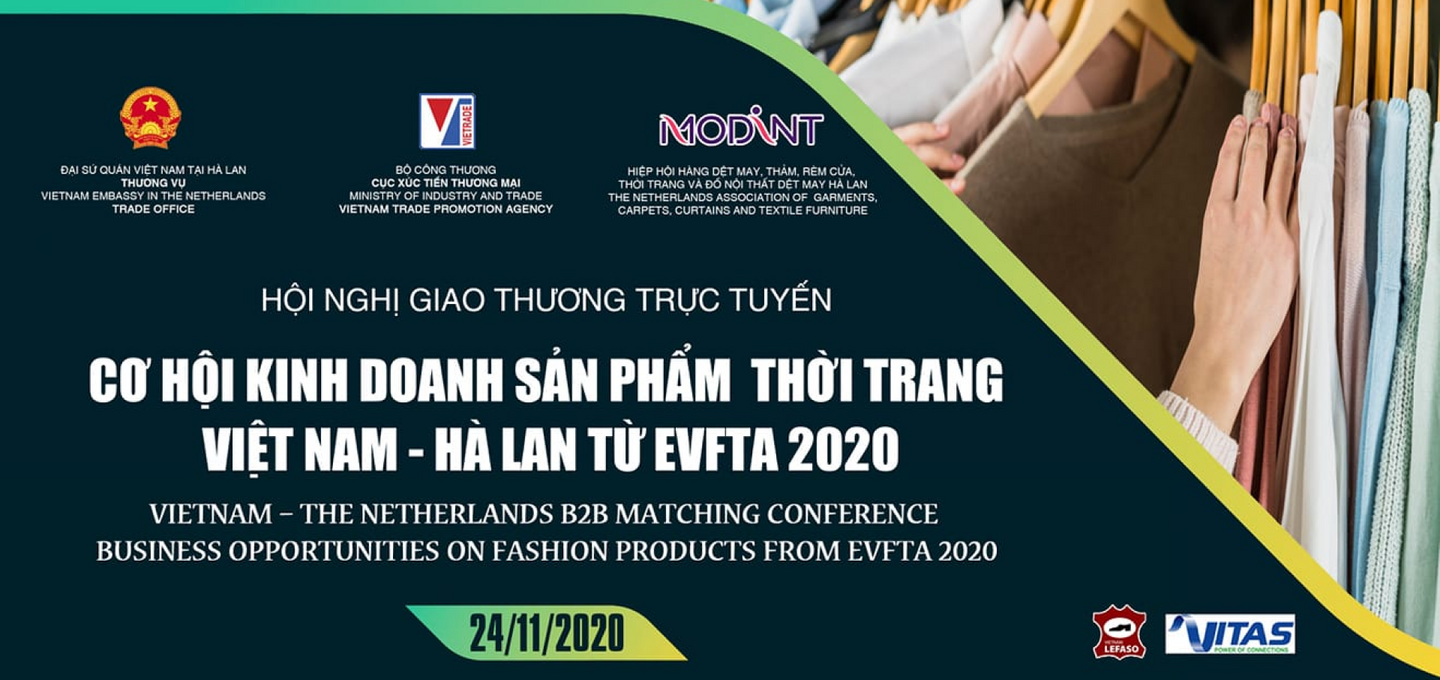 ĐẠI SỨ QUÁN VIỆT NAM TẠI HÀ LAN
THƯƠNG VỤ
VIETNAM EMBASSY IN THE NETHERLANDS
TRADE OFFICE
VIETRADE
BỘ CÔNG THƯƠNG
CỤC XÚC TIẾN THƯƠNG MẠI
MINISTRY OF INDUSTRY AND TRADE
VIETNAM TRADE PROMOTION AGENCY
MODINT
HIỆP HỘI HÀNG DỆT MAY, THẢM, RÈM CỬA,
THỜI TRANG VÀ ĐỒ NỘI THẤT DỆT MAY HÀ LAN
THE NETHERLANDS ASSOCIATION OF GARMENTS,
CARPETS, CURTAINS AND TEXTILE FURNITURE
HỘI NGHỊ GIAO THƯƠNG TRỰC TUYẾN
CƠ HỘI KINH DOANH SẢN PHẨM THỜI TRANG
VIỆT NAM - HÀ LAN TỪ EVFTA 2020
VIETNAM – THE NETHERLANDS B2B MATCHING CONFERENCE
BUSINESS OPPORTUNITIES ON FASHION PRODUCTS FROM EVFTA 2020
24/11/2020
VIETNAM
LEFASO
VITAS
POWER OF CONNECTIONS